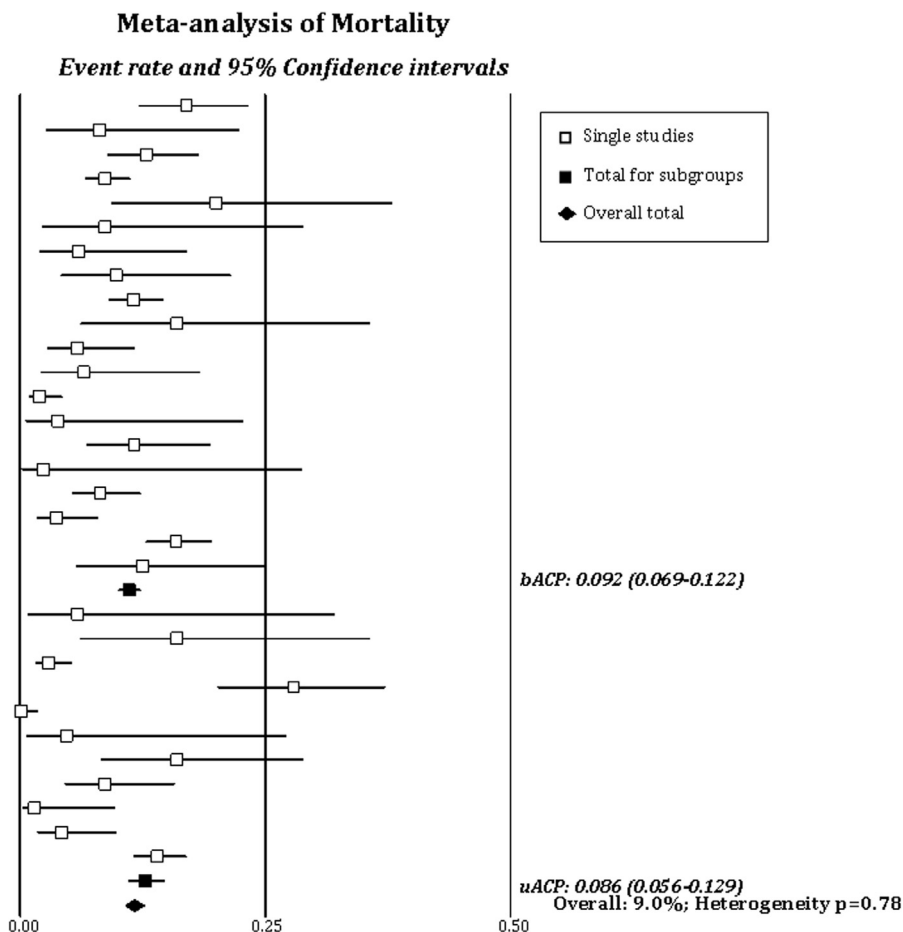 Meta-analysis of Mortality
Event rate and 95% Confidence intervals
Single studies
Total for subgroups
Overall total
bACP: 0.092 (0.069-0.122)
uACP: 0.086 (0.056-0.129)
Overall: 9.0%; Heterogeneity p=0.78
0.00 0.25 0.50